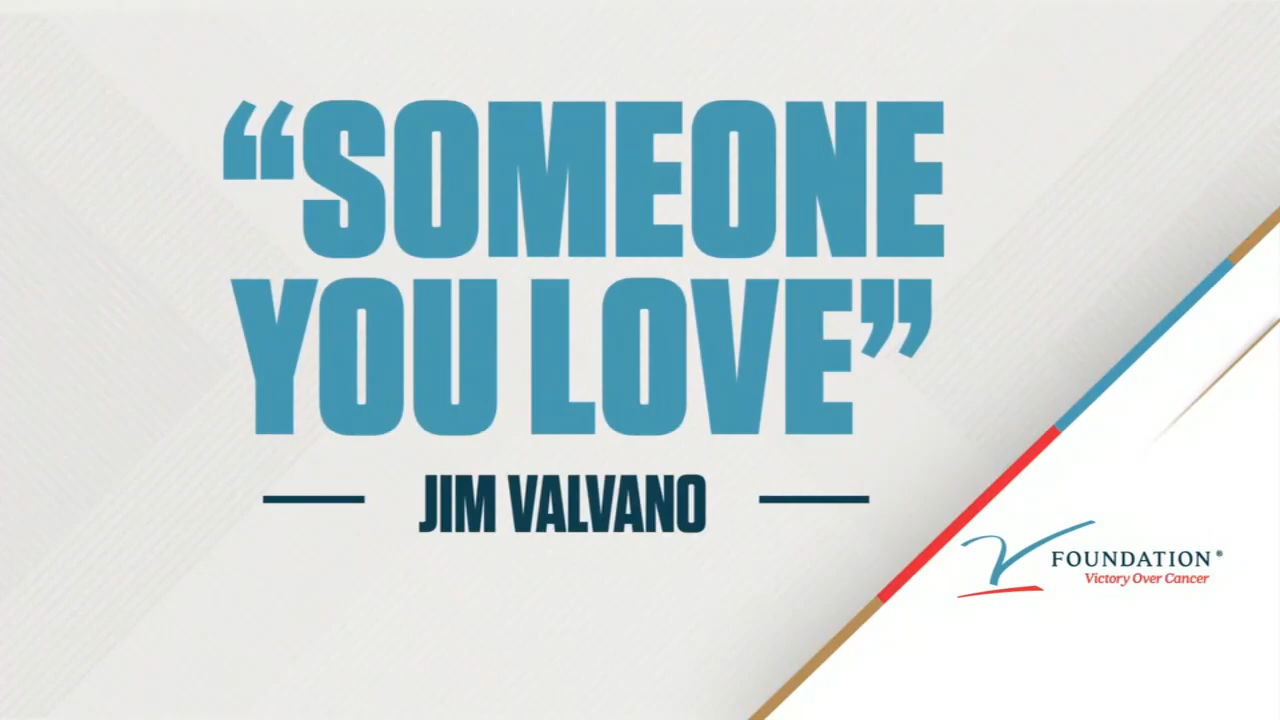 “SOMEONE
YOU LOVE”
JIM VALVANO
V FOUNDATION®
Victory Over Cancer